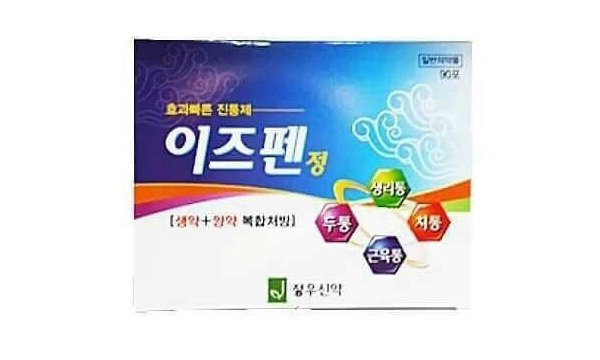 일반의약품
90포
효과빠른 진통제
이즈펜정
생리통
두통
치통
[생약+양약 복합처방]
근육통
정우신약